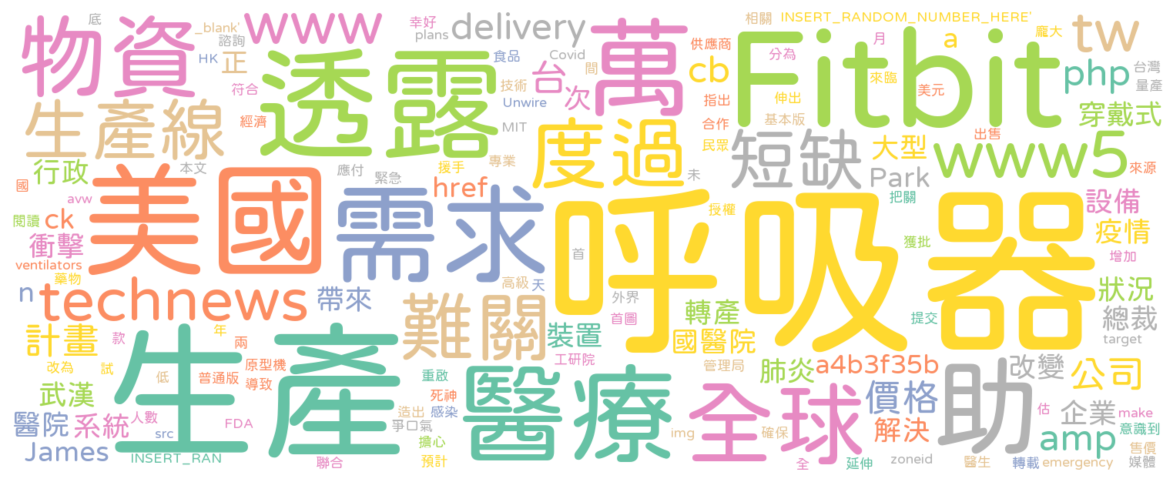 底 _blank' 幸好 相關 INSERT_RANDOM_NUMBER_HERE' 龐大
諮詢 www plans delivery 供應商 分為 月 a tw
物資 HK 正 食品 Covid 間 萬 cb 來臨 php 台灣
符合 透露 技術 台 次 指出 伸出 Fitbit 美元 量產
生產線 經濟 MIT Unwire 合作 基本版 穿戴式
行政 本文 應付 援手 專業 度過 民眾 短缺 大型 出售 www5
國 緊急 href 未 Park 把關 來源
avw 美國 需求 授權 設備
閱讀 ck 呼吸器 獲批 疫情
衝擊 首 增加
ventilators 藥物 高級 天 外界 狀況
n technews 帶來 首圖 轉產 提交 總裁
計畫 年 兩 難關 裝置 國醫院 target
款 原型機 工研院 管理局
改為 試 低 普通版 導致 重啟 肺炎 a4b3f35b 改變 公司
武漢 生產 死神 醫療 全球 價格 助 估 make
醫院 系統 人數 感染 造出 爭口氣 解決 企業 意識到
James src FDA 擔心 img 確保 amp 售價
INSERT_RAN 聯合 預計 全 延伸 zoneid 醫生 轉載 emergency 媒體